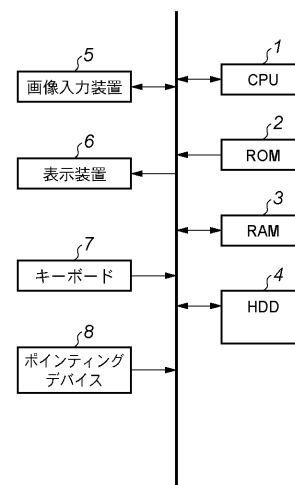 5
画像入力装置
6
表示装置
7
キーボード
8
ポインティング
デバイス
1
CPU
2
ROM
3
RAM
4
HDD